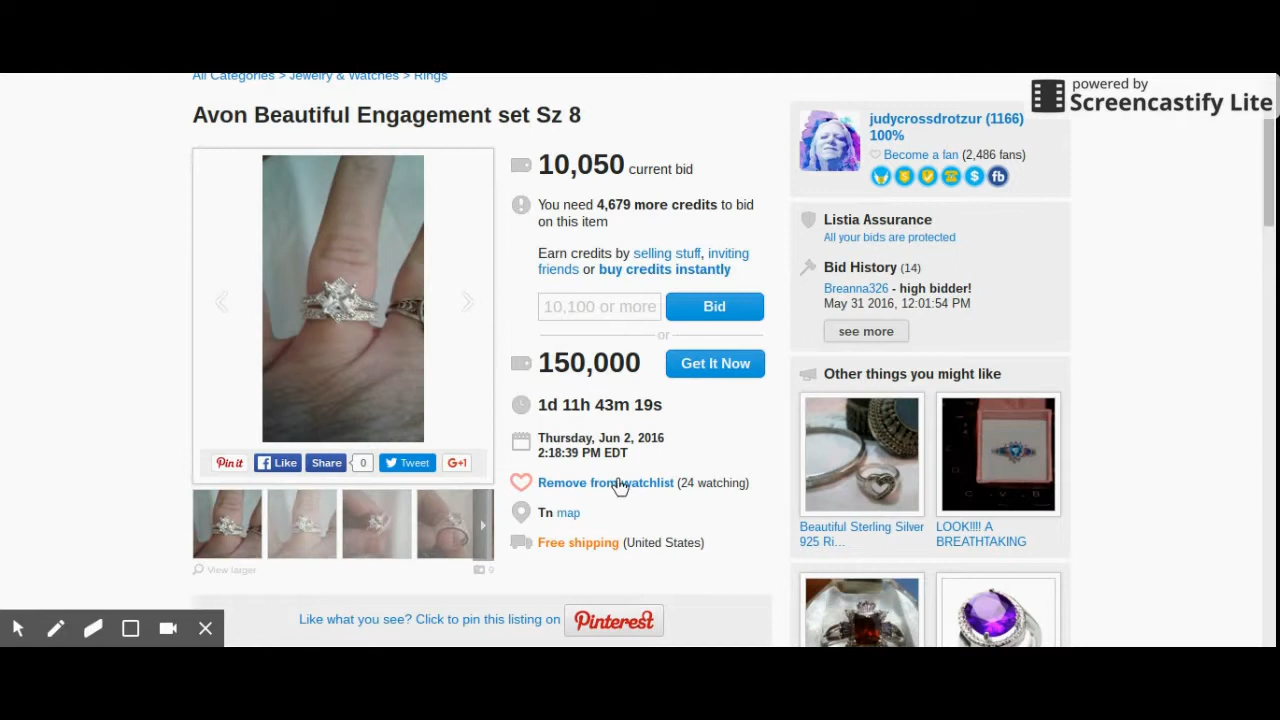 powered by
Screencastify Lite
All Categories > Jewelry & Watches > Rings
Avon Beautiful Engagement set Sz 8
10,050 current bid
You need 4,679 more credits to bid
on this item
Earn credits by selling stuff, inviting
friends or buy credits instantly
10,100 or more
Bid
or
150,000
Get It Now
1d 11h 43m 19s
Thursday, Jun 2, 2016
2:18:39 PM EDT
Remove from watchlist (24 watching)
Tn map
Free shipping (United States)
Pin it
Like
Share
0
Tweet
G+1
View larger
9
Like what you see? Click to pin this listing on
Pinterest
judycrossdrotzur (1166)
100%
Become a fan (2,486 fans)
fb
Listia Assurance
All your bids are protected
Bid History (14)
Breanna326 - high bidder!
May 31 2016, 12:01:54 PM
see more
Other things you might like
Beautiful Sterling Silver
925 Ri...
LOOK!!!! A
BREATHTAKING